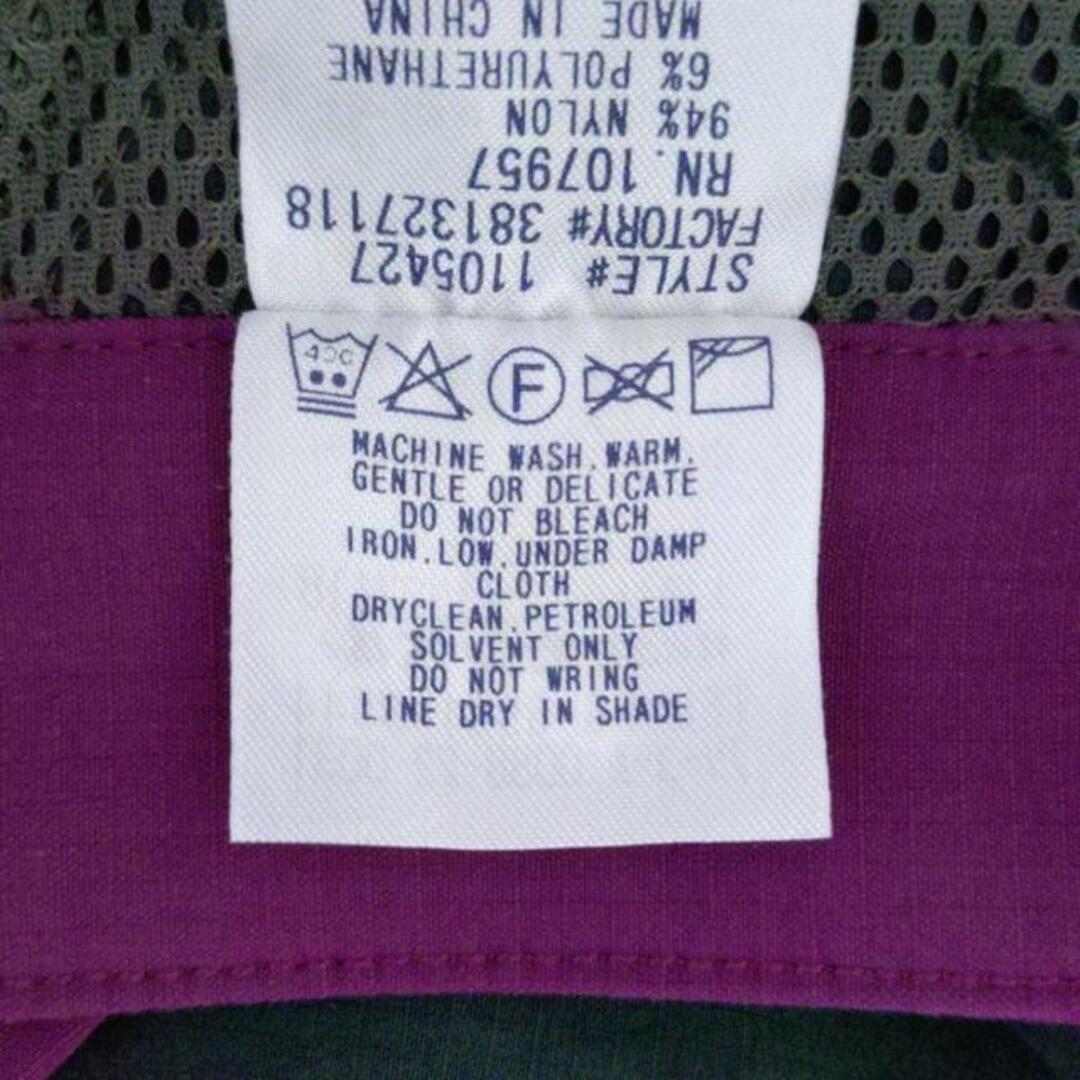 STYLE# 1105427
FACTORY# 381327118
RN. 107957
94% NYLON
6% POLYURETHANE
MADE IN CHINA
F
MACHINE WASH.WARM.
GENTLE OR DELICATE
DO NOT BLEACH
IRON.LOW.UNDER DAMP
CLOTH
DRYCLEAN.PETROLEUM
SOLVENT ONLY
DO NOT WRING
LINE DRY IN SHADE